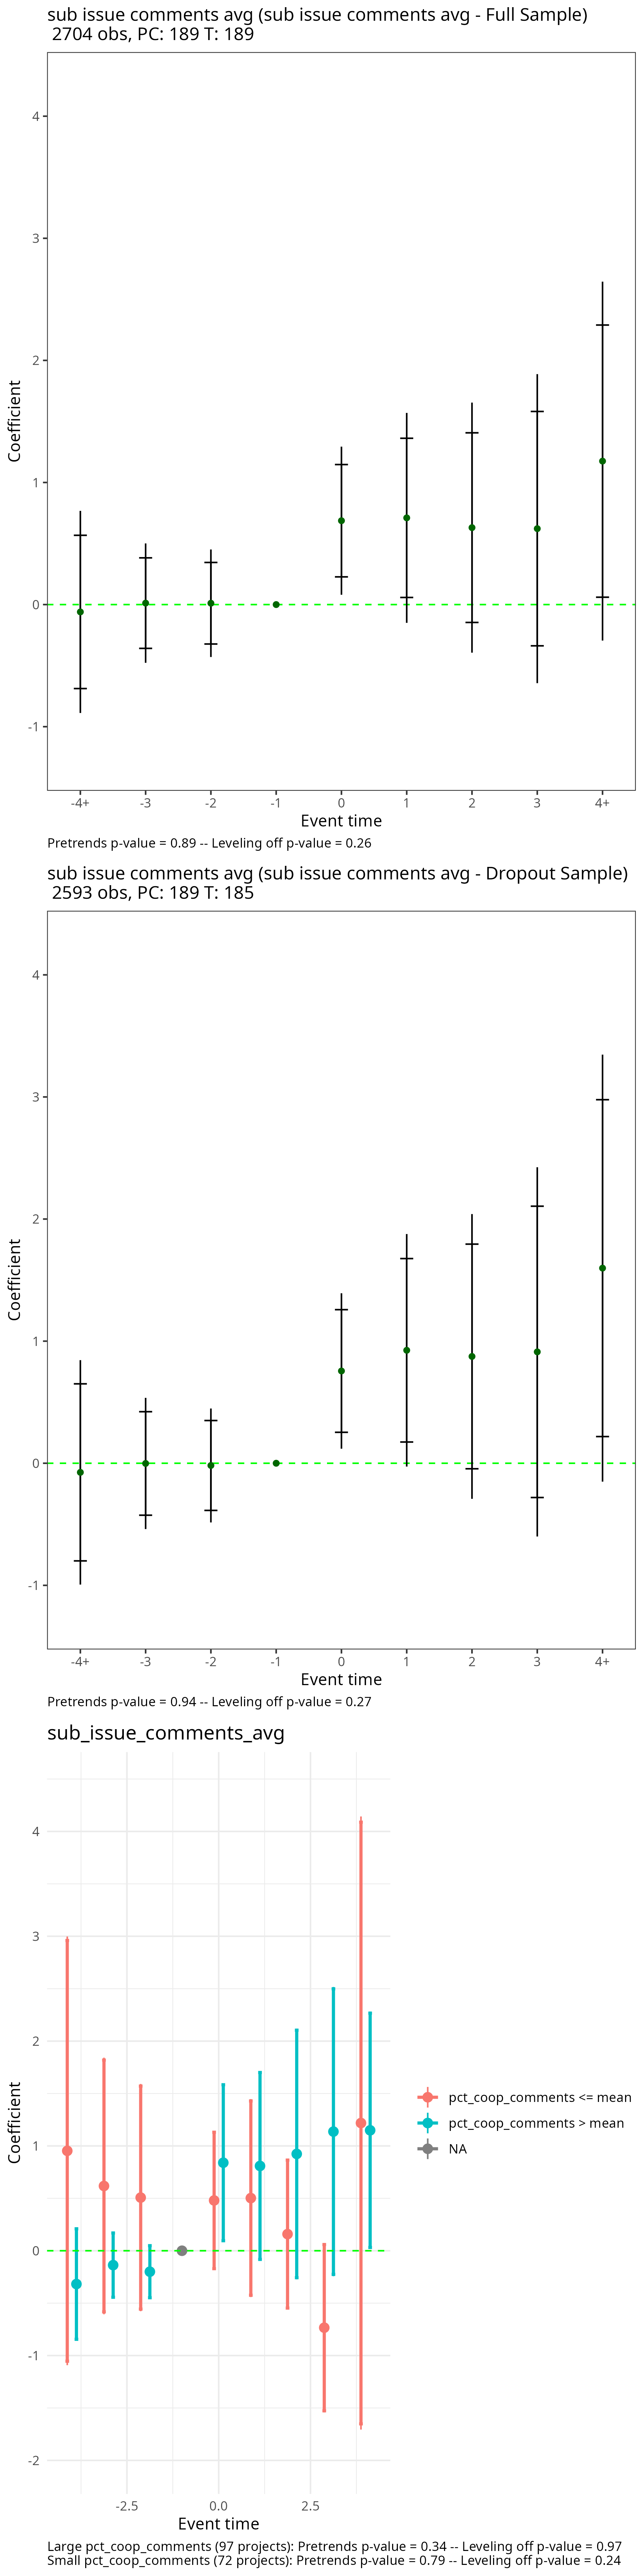 sub issue comments avg (sub issue comments avg - Full Sample)
2704 obs, PC: 189 T: 189
4
3
2
1
0
-1
Coefficient
-4+ -3 -2 -1 0 1 2 3 4+
Event time
Pretrends p-value = 0.89 -- Leveling off p-value = 0.26
sub issue comments avg (sub issue comments avg - Dropout Sample)
2593 obs, PC: 189 T: 185
4
3
2
1
0
-1
Coefficient
-4+ -3 -2 -1 0 1 2 3 4+
Event time
Pretrends p-value = 0.94 -- Leveling off p-value = 0.27
sub_issue_comments_avg
4
3
2
1
0
-1
-2
Coefficient
-2.5 0.0 2.5
Event time
pct_coop_comments <= mean
pct_coop_comments > mean
NA
Large pct_coop_comments (97 projects): Pretrends p-value = 0.34 -- Leveling off p-value = 0.97
Small pct_coop_comments (72 projects): Pretrends p-value = 0.79 -- Leveling off p-value = 0.24